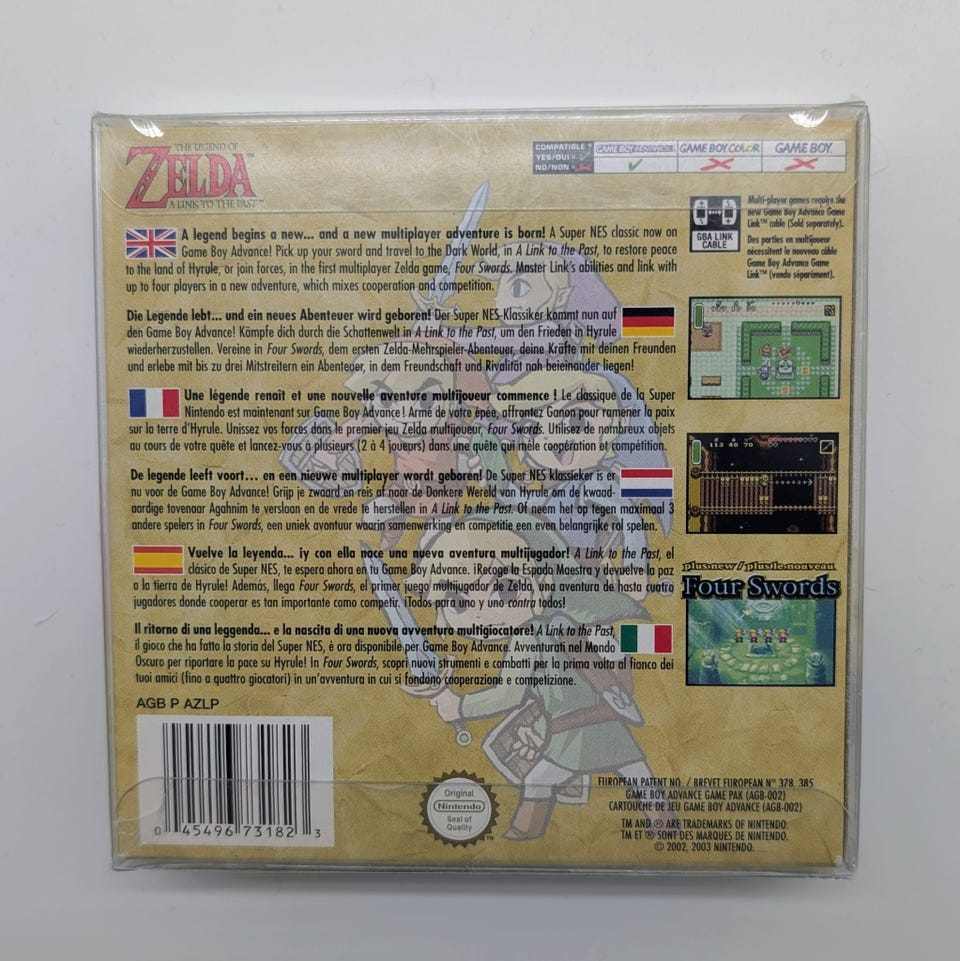 THE LEGEND OF
ZELDA™
A LINK TO THE PAST™
COMPATIBLE? GAME BOY ADVANCE GAME BOY COLOR GAME BOY
YES/OUI =
NO/NON =
GBA LINK
CABLE
Multi-player games require the
new Game Boy Advance Game
Link™ cable (Sold separately).
Des parties en multijoueur
nécessitent le nouveau câble
Game Boy Advance Game
Link™ (vendu séparément).
A legend begins a new... and a new multiplayer adventure is born! A Super NES classic now on
Game Boy Advance! Pick up your sword and travel to the Dark World, in A Link to the Past, to restore peace
to the land of Hyrule, or join forces, in the first multiplayer Zelda game, Four Swords. Master Link's abilities and link with
up to four players in a new adventure, which mixes cooperation and competition.
Die Legende lebt... und ein neues Abenteuer wird geboren! Der Super NES-Klassiker kommt nun auf
den Game Boy Advance! Kämpfe dich durch die Schattenwelt in A Link to the Past, um den Frieden in Hyrule
wiederherzustellen. Vereine in Four Swords, dem ersten Zelda-Mehrspieler-Abenteuer, deine Kräfte mit deinen Freunden
und erlebe mit bis zu drei Mitstreitern ein Abenteuer, in dem Freundschaft und Rivalität nah beieinander liegen!
Une légende renaît et une nouvelle aventure multijoueur commence ! Le classique de la Super
Nintendo est maintenant sur Game Boy Advance ! Armé de votre épée, affrontez Ganon pour ramener la paix
sur la terre d'Hyrule. Unissez vos forces dans le premier jeu Zelda multijoueur, Four Swords. Utilisez de nombreux objets
au cours de votre quête et lancez-vous à plusieurs (2 à 4 joueurs) dans une quête qui mêle coopération et compétition.
De legende leeft voort... en een nieuwe multiplayer wordt geboren! De Super NES klassieker is er
nu voor de Game Boy Advance! Grijp je zwaard en reis af naar de Donkere Wereld van Hyrule om de kwaad-
aardige tovenaar Agahnim te verslaan en de vrede te herstellen in A Link to the Past. Of neem het op tegen maximaal 3
andere spelers in Four Swords, een uniek avontuur waarin samenwerking en competitie een even belangrijke rol spelen.
Vuelve la leyenda... ¡y con ella nace una nueva aventura multijugador! A Link to the Past, el
clásico de Super NES, te espera ahora en tu Game Boy Advance. ¡Recoge la Espada Maestra y devuelve la paz
a la tierra de Hyrule! Además, llega Four Swords, el primer juego multijugador de Zelda, una aventura de hasta cuatro
jugadores donde cooperar es tan importante como competir. ¡Todos para uno y uno contra todos!
plus new / plus le nouveau
Four Swords
Il ritorno di una leggenda... e la nascita di una nuova avventura multigiocatore! A Link to the Past,
il gioco che ha fatto la storia del Super NES, è ora disponibile per Game Boy Advance. Avventurati nel Mondo
Oscuro per riportare la pace su Hyrule! In Four Swords, scopri nuovi strumenti e combatti per la prima volta al fianco dei
tuoi amici (fino a quattro giocatori) in un'avventura in cui si fondono cooperazione e competizione.
AGB P AZLP
0 45496 73182 3
Original
Nintendo
Seal of
Quality
™
EUROPEAN PATENT NO. / BREVET EUROPEEN N° 378, 385
GAME BOY ADVANCE GAME PAK (AGB-002)
CARTOUCHE DE JEU GAME BOY ADVANCE (AGB-002)
TM AND ® ARE TRADEMARKS OF NINTENDO.
TM ET ® SONT DES MARQUES DE NINTENDO.
© 2002, 2003 NINTENDO.